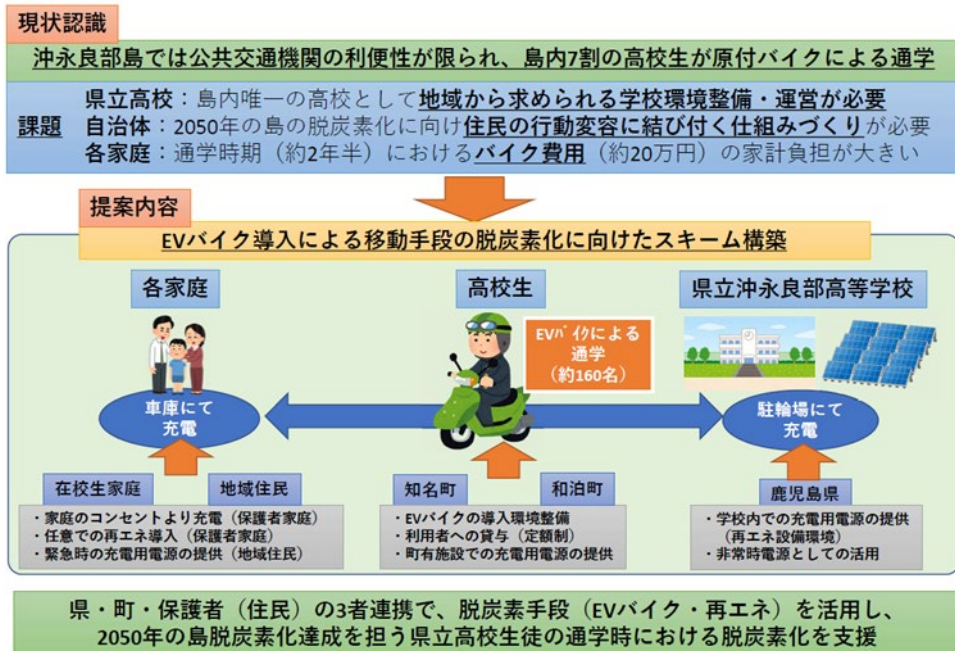 現状認識
沖永良部島では公共交通機関の利便性が限られ、島内7割の高校生が原付バイクによる通学
課題
県立高校：島内唯一の高校として地域から求められる学校環境整備・運営が必要
自治体：2050年の島の脱炭素化に向け住民の行動変容に結び付く仕組みづくりが必要
各家庭：通学時期（約2年半）におけるバイク費用（約20万円）の家計負担が大きい
提案内容
EVバイク導入による移動手段の脱炭素化に向けたスキーム構築
各家庭
高校生
県立沖永良部高等学校
EVバイクによる
通学
（約160名）
車庫にて
充電
駐輪場にて
充電
在校生家庭
地域住民
・家庭のコンセントより充電（保護者家庭）
・任意での再エネ導入（保護者家庭）
・緊急時の充電用電源の提供（地域住民）
知名町
和泊町
・EVバイクの導入環境整備
・利用者への貸与（定額制）
・町有施設での充電用電源の提供
鹿児島県
・学校内での充電用電源の提供
（再エネ設備環境）
・非常時電源としての活用
県・町・保護者（住民）の3者連携で、脱炭素手段（EVバイク・再エネ）を活用し、
2050年の島脱炭素化達成を担う県立高校生徒の通学時における脱炭素化を支援